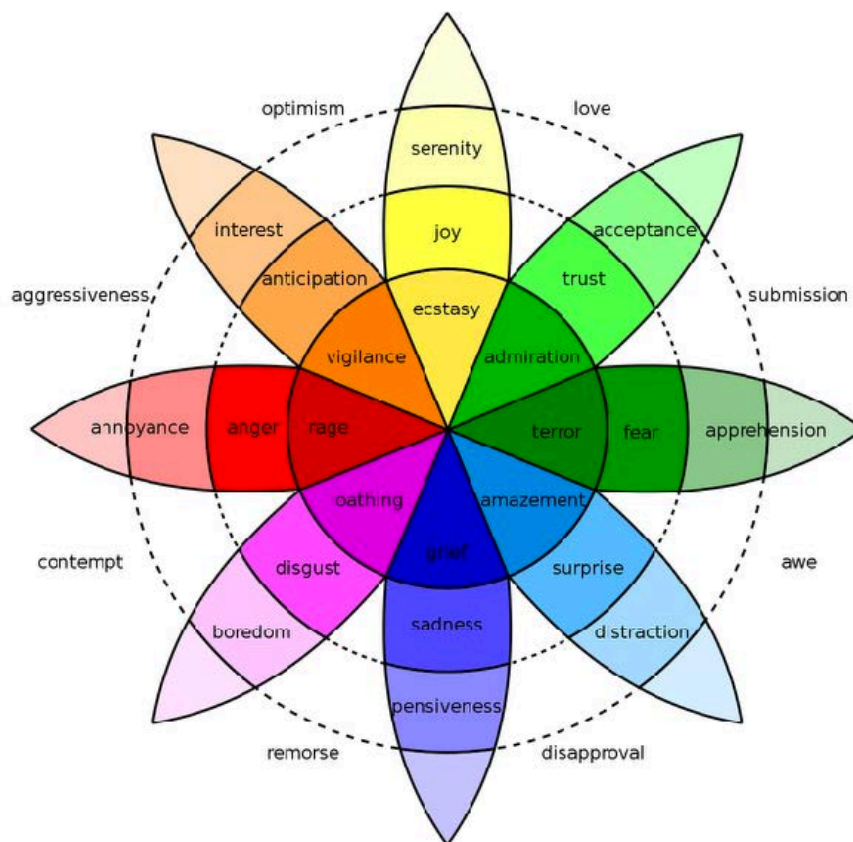 optimism
love
serenity
interest
joy
acceptance
anticipation
trust
aggressiveness
submission
ecstasy
vigilance
admiration
annoyance
anger
rage
terror
fear
apprehension
oathing
amazement
grief
contempt
disgust
surprise
awe
boredom
sadness
distraction
pensiveness
remorse
disapproval